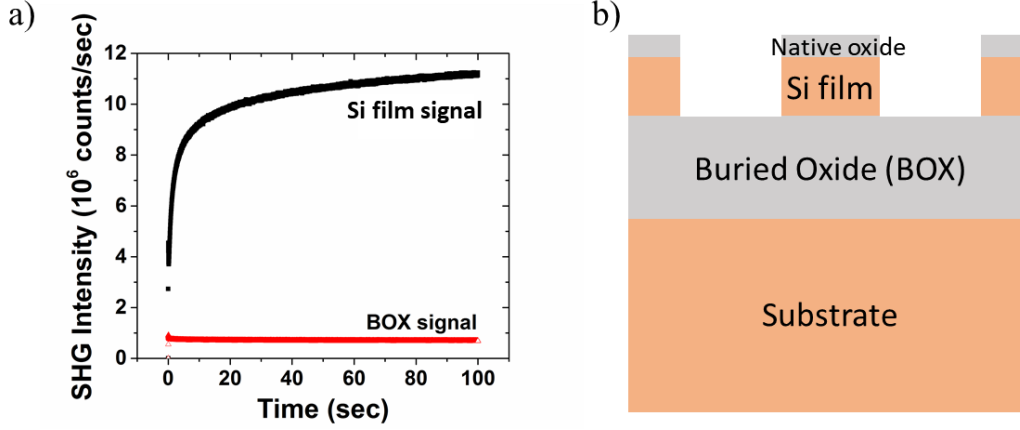 a)
SHG Intensity (10⁶ counts/sec)
12
10
8
6
4
2
0
Si film signal
BOX signal
0
20
40
60
80
100
Time (sec)
b)
Native oxide
Si film
Buried Oxide (BOX)
Substrate